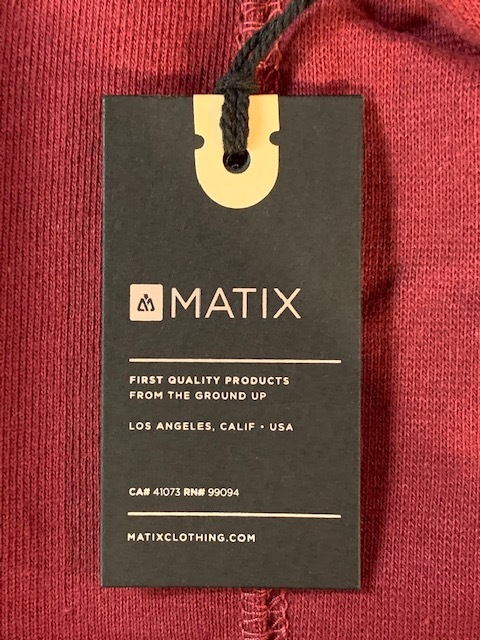 MATIX
FIRST QUALITY PRODUCTS
FROM THE GROUND UP
LOS ANGELES, CALIF • USA
CA# 41073 RN# 99094
MATIXCLOTHING.COM